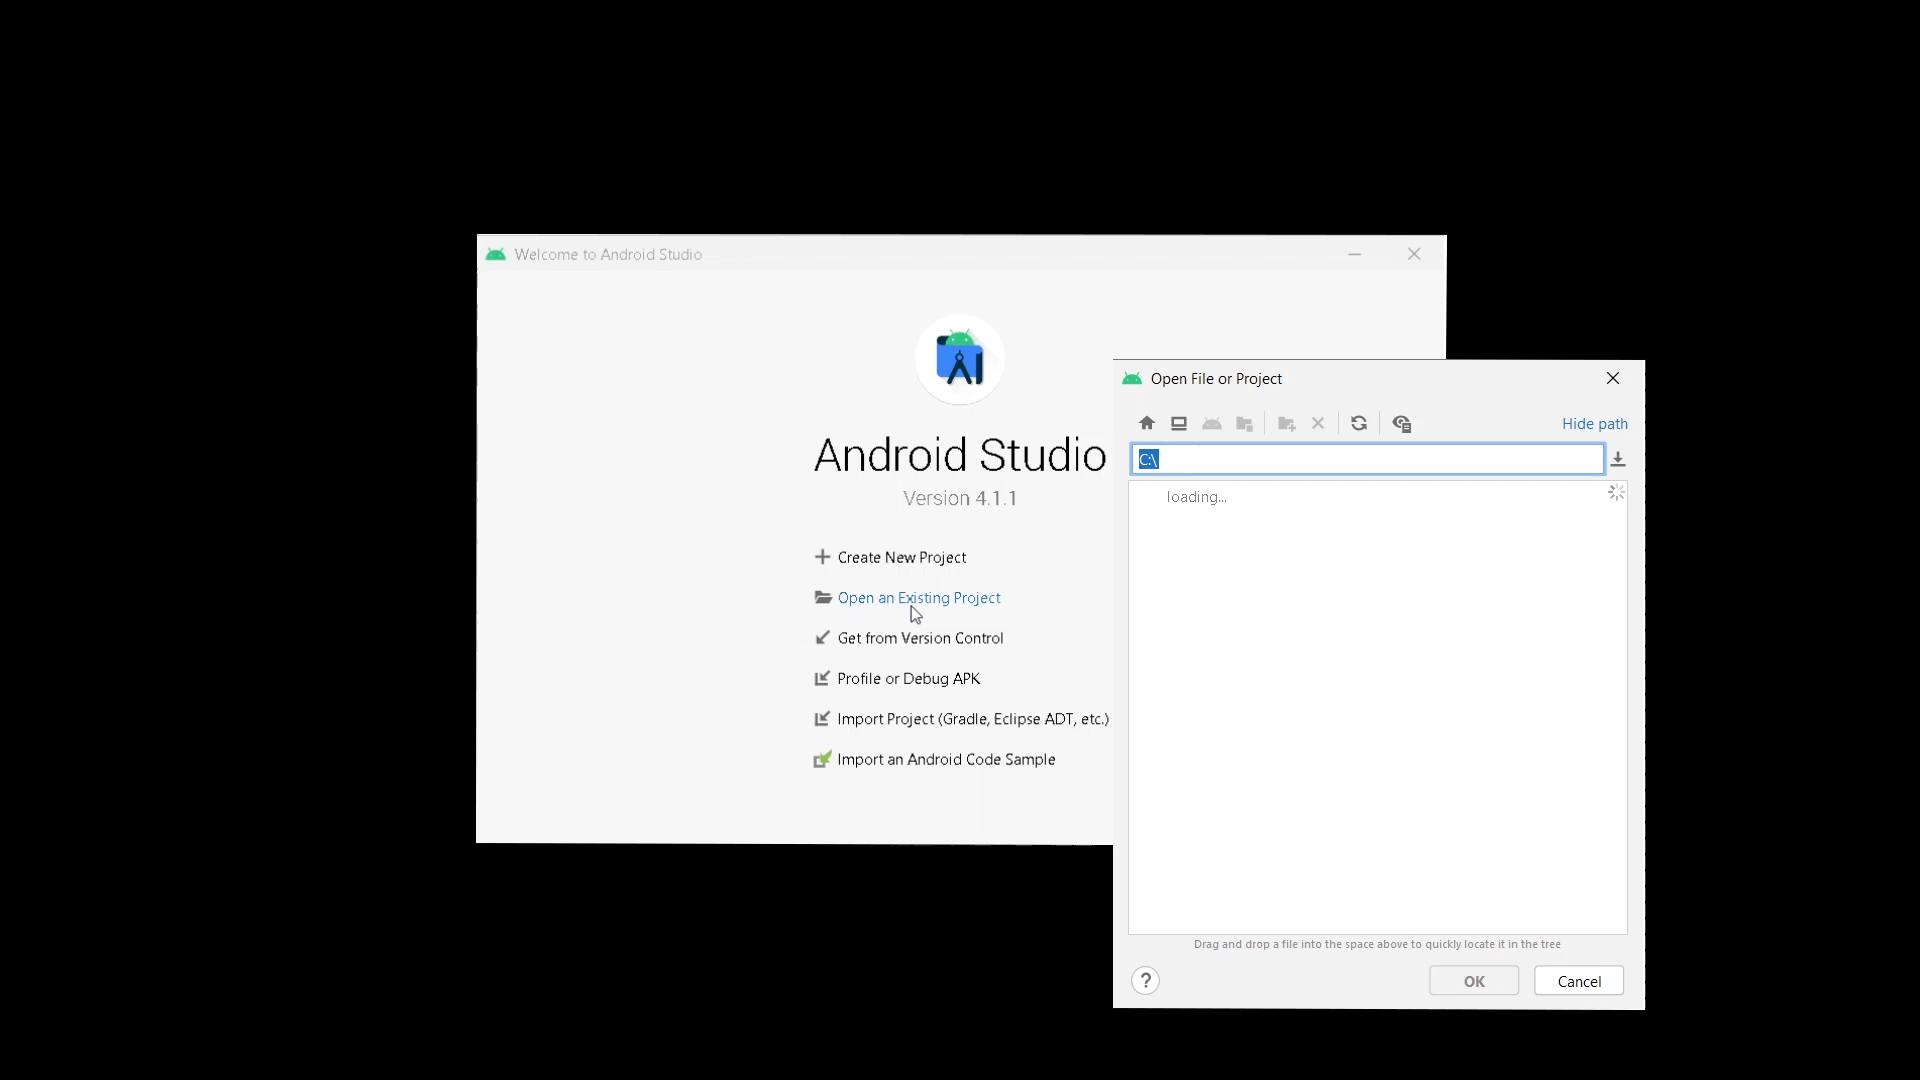 Welcome to Android Studio
Android Studio
Version 4.1.1
Create New Project
Open an Existing Project
Get from Version Control
Profile or Debug APK
Import Project (Gradle, Eclipse ADT, etc.)
Import an Android Code Sample
Open File or Project
Hide path
C:\
loading...
Drag and drop a file into the space above to quickly locate it in the tree
?
OK
Cancel